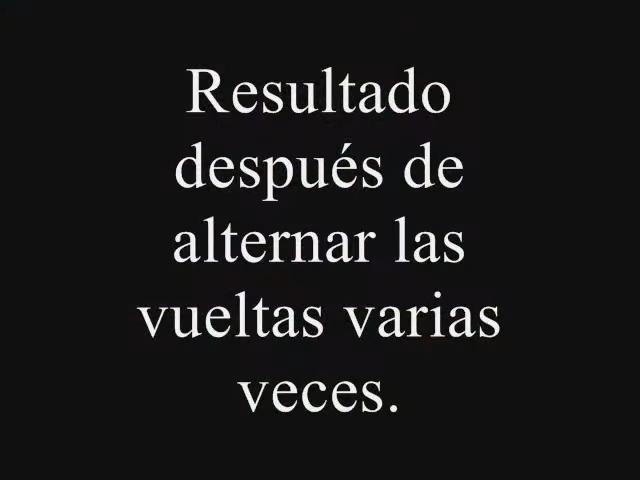 Resultado
después de
alternar las
vueltas varias
veces.